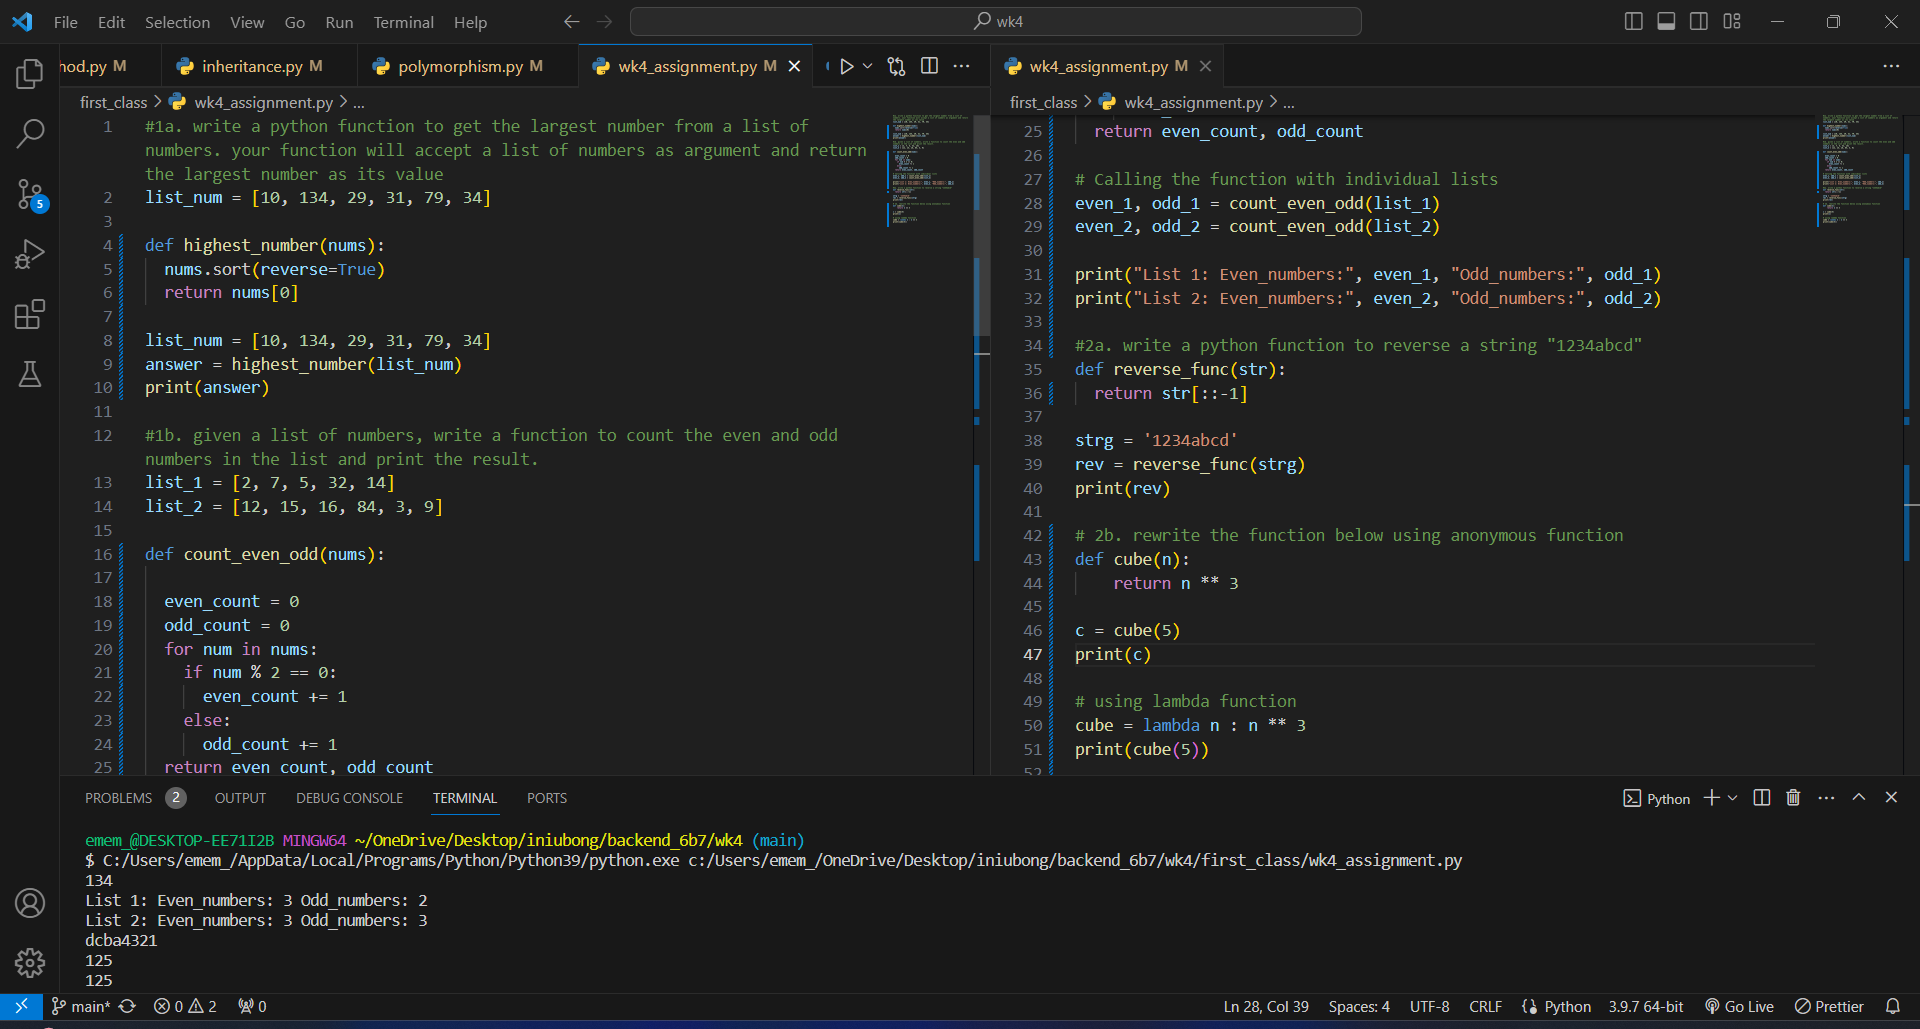 File Edit Selection View Go Run Terminal Help
wk4
hod.py M
inheritance.py M
polymorphism.py M
wk4_assignment.py M
wk4_assignment.py M
first_class > wk4_assignment.py > ...
1 #1a. write a python function to get the largest number from a list of
numbers. your function will accept a list of numbers as argument and return
the largest number as its value
2 list_num = [10, 134, 29, 31, 79, 34]
3
4 def highest_number(nums):
5 nums.sort(reverse=True)
6 return nums[0]
7
8 list_num = [10, 134, 29, 31, 79, 34]
9 answer = highest_number(list_num)
10 print(answer)
11
12 #1b. given a list of numbers, write a function to count the even and odd
numbers in the list and print the result.
13 list_1 = [2, 7, 5, 32, 14]
14 list_2 = [12, 15, 16, 84, 3, 9]
15
16 def count_even_odd(nums):
17
18 even_count = 0
19 odd_count = 0
20 for num in nums:
21 if num % 2 == 0:
22 even_count += 1
23 else:
24 odd_count += 1
25 return even_count, odd_count
first_class > wk4_assignment.py > ...
25 return even_count, odd_count
26
27 # Calling the function with individual lists
28 even_1, odd_1 = count_even_odd(list_1)
29 even_2, odd_2 = count_even_odd(list_2)
30
31 print("List 1: Even_numbers:", even_1, "Odd_numbers:", odd_1)
32 print("List 2: Even_numbers:", even_2, "Odd_numbers:", odd_2)
33
34 #2a. write a python function to reverse a string "1234abcd"
35 def reverse_func(str):
36 return str[::-1]
37
38 strg = '1234abcd'
39 rev = reverse_func(strg)
40 print(rev)
41
42 # 2b. rewrite the function below using anonymous function
43 def cube(n):
44 return n ** 3
45
46 c = cube(5)
47 print(c)
48
49 # using lambda function
50 cube = lambda n : n ** 3
51 print(cube(5))
52
PROBLEMS 2 OUTPUT DEBUG CONSOLE TERMINAL PORTS
Python
emem_@DESKTOP-EE71I2B MINGW64 ~/OneDrive/Desktop/iniubong/backend_6b7/wk4 (main)
$ C:/Users/emem_/AppData/Local/Programs/Python/Python39/python.exe c:/Users/emem_/OneDrive/Desktop/iniubong/backend_6b7/wk4/first_class/wk4_assignment.py
134
List 1: Even_numbers: 3 Odd_numbers: 2
List 2: Even_numbers: 3 Odd_numbers: 3
dcba4321
125
125
5
main* 0 2 0
Ln 28, Col 39 Spaces: 4 UTF-8 CRLF Python 3.9.7 64-bit Go Live Prettier